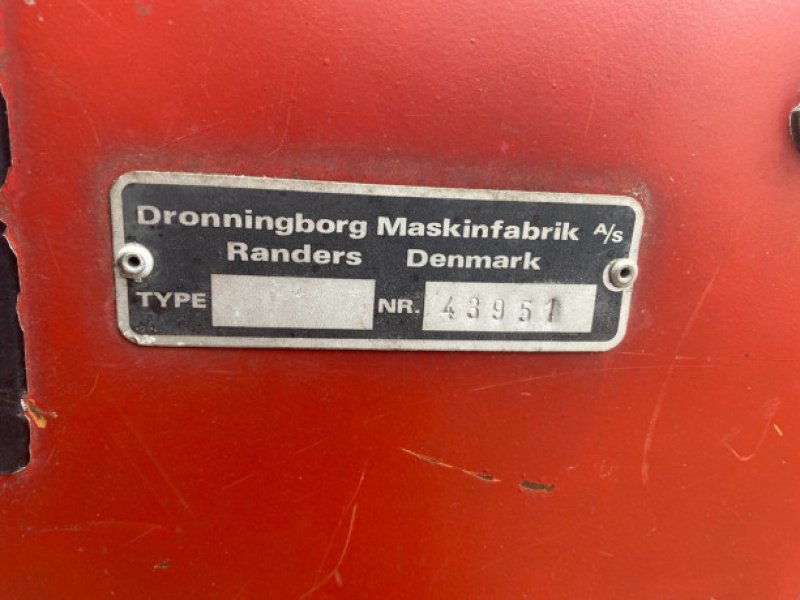 Dronningborg Maskinfabrik A/S
Randers Denmark
TYPE NR. 43951